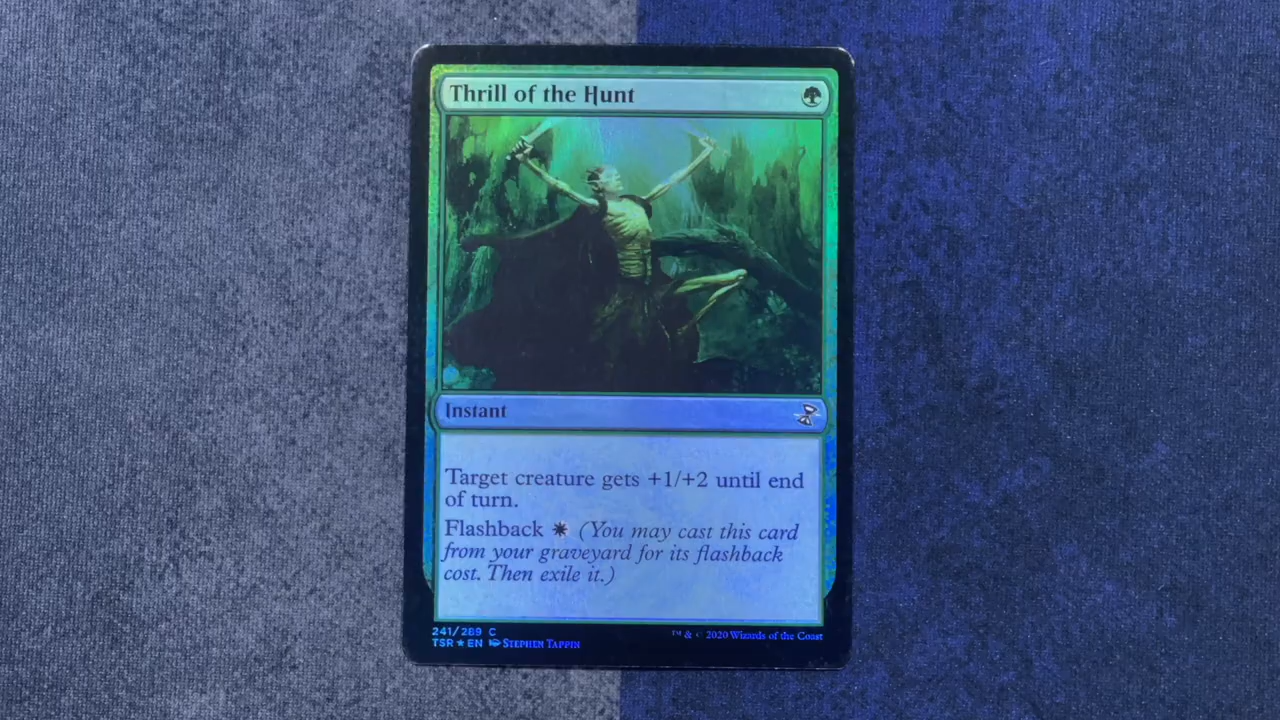 Thrill of the Hunt
Instant
Target creature gets +1/+2 until end
of turn.
Flashback (You may cast this card
from your graveyard for its flashback
cost. Then exile it.)
241/289 C
TSR★EN Stephen Tappin
™ & © 2020 Wizards of the Coast